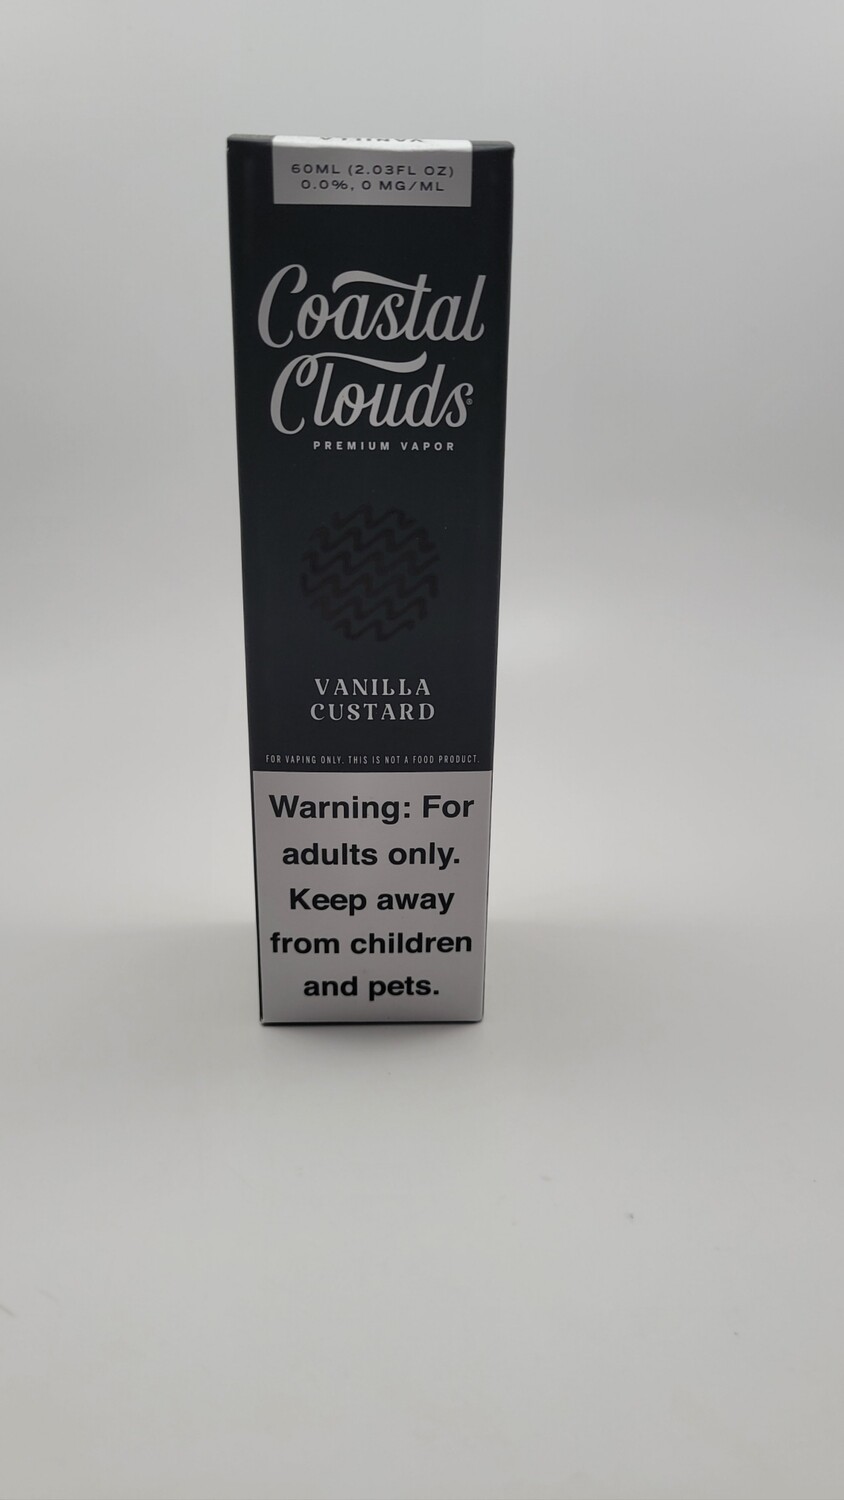 VANILLA
60ML (2.03FL OZ)
0.0%, 0 MG/ML
Coastal
Clouds®
PREMIUM VAPOR
VANILLA
CUSTARD
FOR VAPING ONLY. THIS IS NOT A FOOD PRODUCT.
Warning: For
adults only.
Keep away
from children
and pets.